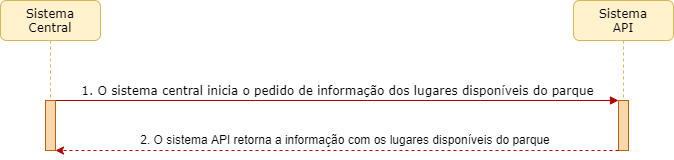 Sistema
Central
Sistema
API
1. O sistema central inicia o pedido de informação dos lugares disponíveis do parque
2. O sistema API retorna a informação com os lugares disponíveis do parque